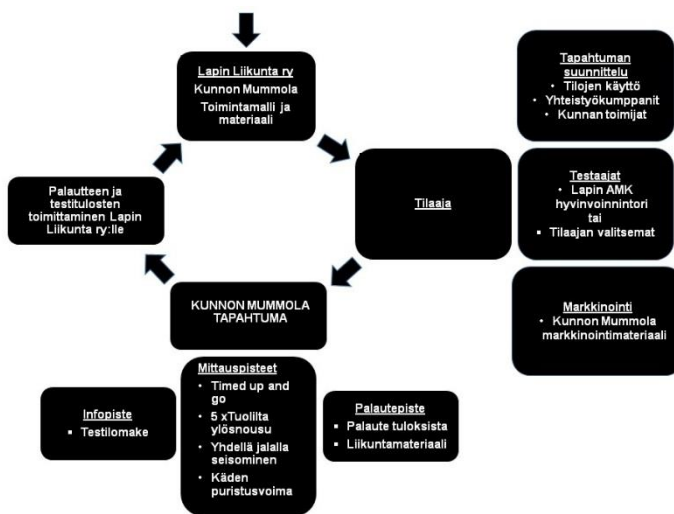 Lapin Liikunta ry
Kunnon Mummola
Toimintamalli ja
materiaali
Tapahtuman
suunnittelu
• Tilojen käyttö
• Yhteistyökumppanit
• Kunnan toimijat
Tilaaja
Testaajat
• Lapin AMK
hyvinvoinnintori
tai
▪ Tilaajan valitsemat
Markkinointi
• Kunnon Mummola
markkinointimateriaali
Palautteen ja
testitulosten
toimittaminen Lapin
Liikunta ry:lle
KUNNON MUMMOLA
TAPAHTUMA
Mittauspisteet
• Timed up and
go
• 5 xTuolilta
ylösnousu
• Yhdellä jalalla
seisominen
• Käden
puristusvoima
Infopiste
▪ Testilomake
Palautepiste
▪ Palaute tuloksista
▪ Liikuntamateriaali